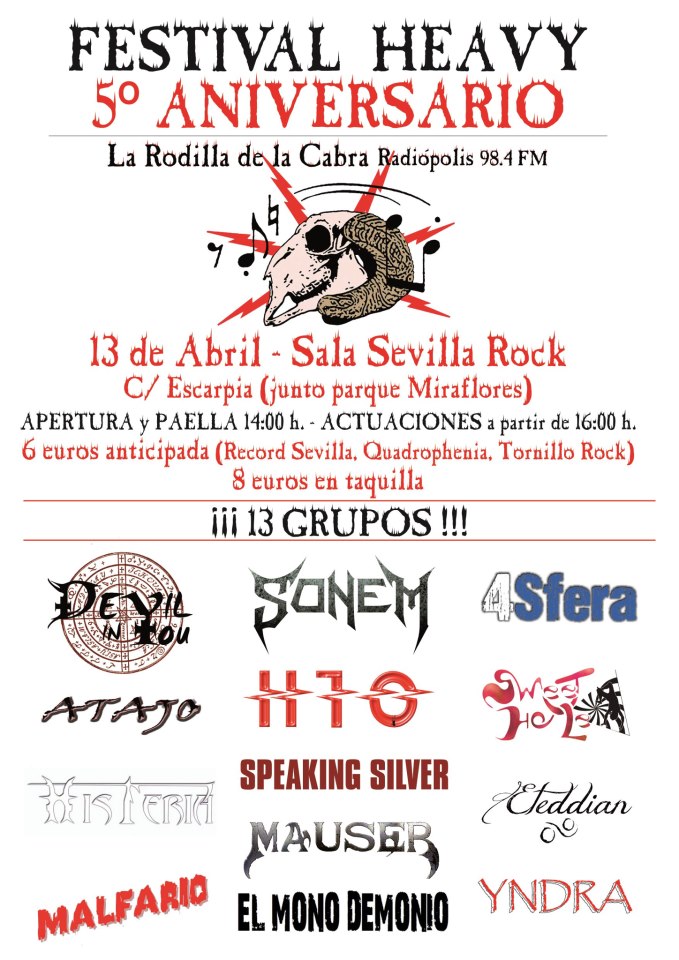 FESTIVAL HEAVY
5º ANIVERSARIO
La Rodilla de la Cabra Radiópolis 98.4 FM
13 de Abril - Sala Sevilla Rock
C/ Escarpia (junto parque Miraflores)
APERTURA y PAELLA 14:00 h. - ACTUACIONES a partir de 16:00 h.
6 euros anticipada (Record Sevilla, Quadrophenia, Tornillo Rock)
8 euros en taquilla
¡¡¡ 13 GRUPOS !!!
DEVIL IN YOU
SONEM
4Sfera
ATAJO
H10
SWeeT HoLe
HiSTERIA
SPEAKING SILVER
MAUSER
Eteddian
MALFARIO
EL MONO DEMONIO
YNDRA